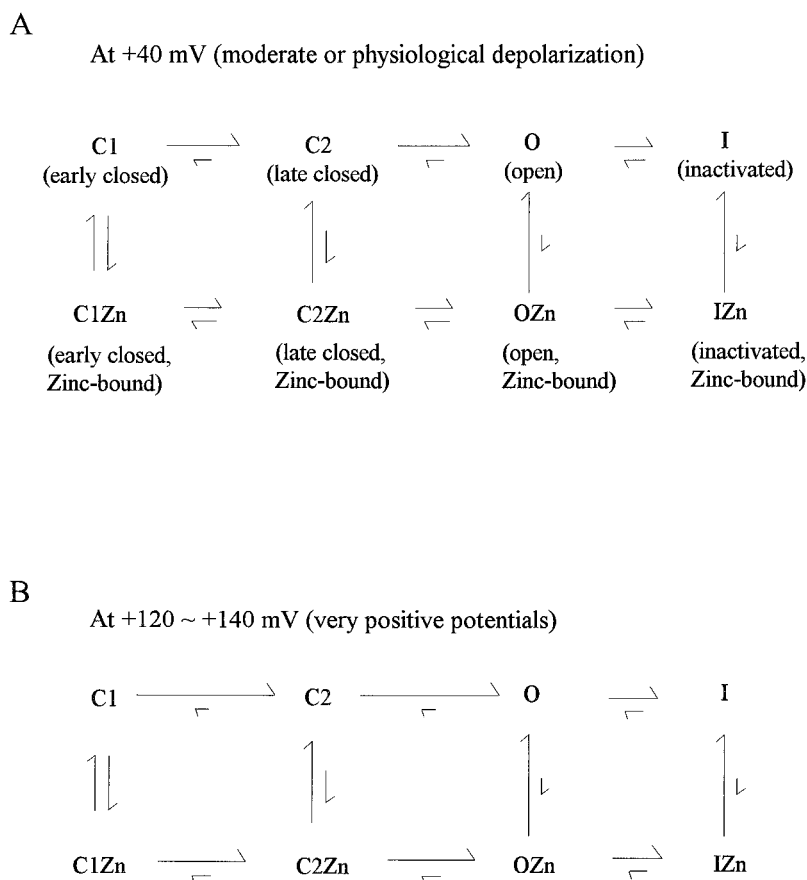 A
At +40 mV (moderate or physiological depolarization)
C1 C2 O I
(early closed) (late closed) (open) (inactivated)
C1Zn C2Zn OZn IZn
(early closed, (late closed, (open, (inactivated,
Zinc-bound) Zinc-bound) Zinc-bound) Zinc-bound)
B
At +120 ~ +140 mV (very positive potentials)
C1 C2 O I
C1Zn C2Zn OZn IZn